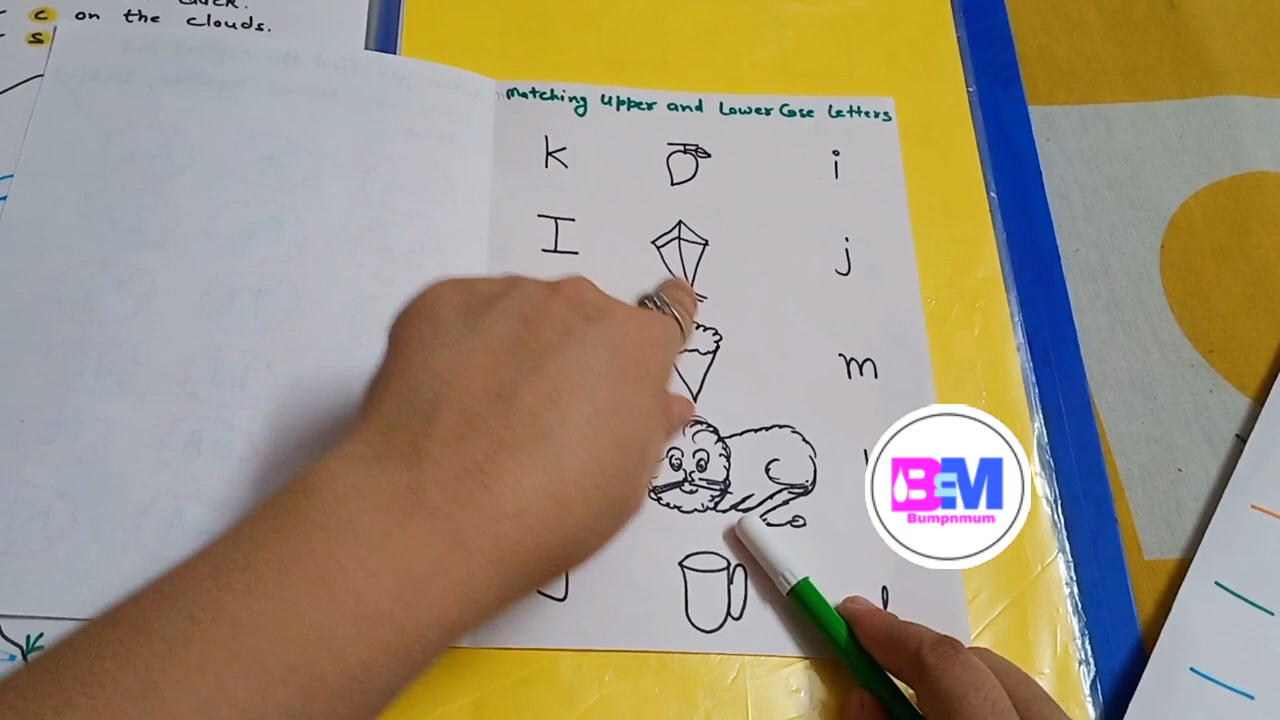 on the clouds.
c
s
Matching Upper and Lower Case Letters
k i
I j
m
J
B&M
Bumpnmum